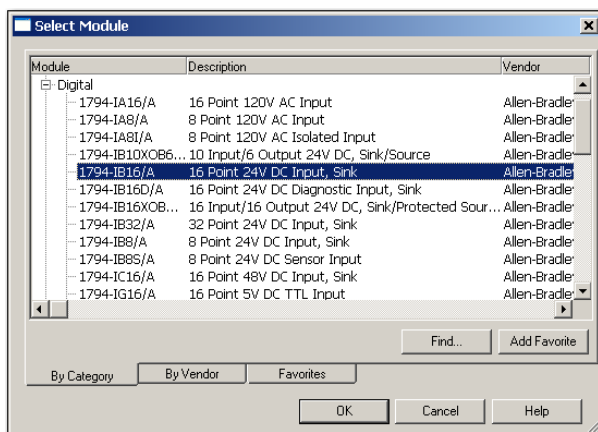 Select Module
Module Description Vendor
Digital
1794-IA16/A 16 Point 120V AC Input Allen-Bradley
1794-IA8/A 8 Point 120V AC Input Allen-Bradley
1794-IA8I/A 8 Point 120V AC Isolated Input Allen-Bradley
1794-IB10XOB6... 10 Input/6 Output 24V DC, Sink/Source Allen-Bradley
1794-IB16/A 16 Point 24V DC Input, Sink Allen-Bradley
1794-IB16D/A 16 Point 24V DC Diagnostic Input, Sink Allen-Bradley
1794-IB16XOB... 16 Input/16 Output 24V DC, Sink/Protected Sour... Allen-Bradley
1794-IB32/A 32 Point 24V DC Input, Sink Allen-Bradley
1794-IB8/A 8 Point 24V DC Input, Sink Allen-Bradley
1794-IB8S/A 8 Point 24V DC Sensor Input Allen-Bradley
1794-IC16/A 16 Point 48V DC Input, Sink Allen-Bradley
1794-IG16/A 16 Point 5V DC TTL Input Allen-Bradley
Find... Add Favorite
By Category By Vendor Favorites
OK Cancel Help